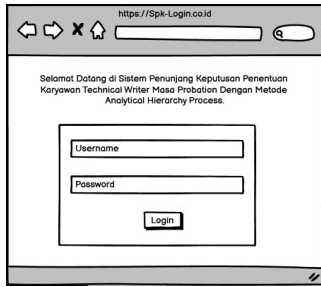 https://Spk-Login.co.id
Selamat Datang di Sistem Penunjang Keputusan Penentuan
Karyawan Technical Writer Masa Probation Dengan Metode
Analytical Hierarchy Process.
Username
Password
Login